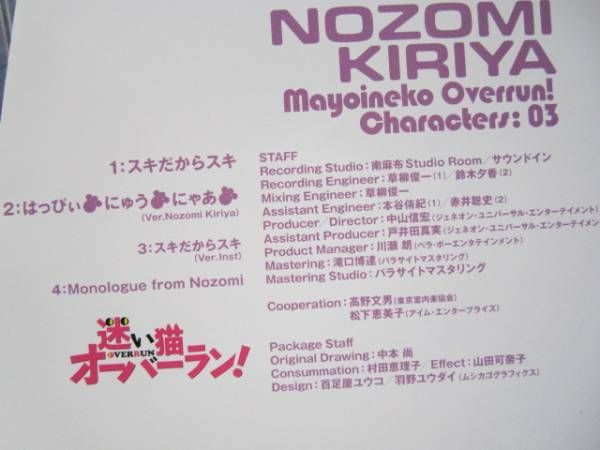 NOZOMI
KIRIYA
Mayoineko Overrun!
Characters: 03
1:スキだからスキ
2:はっぴぃ にゅう にゃあ
(Ver.Nozomi Kiriya)
3:スキだからスキ
(Ver.Inst)
4:Monologue from Nozomi
迷い猫
OVERRUN
オーバーラン!
STAFF
Recording Studio:南麻布Studio Room/サウンドイン
Recording Engineer:草柳俊一(1)/鈴木夕香(2)
Mixing Engineer:草柳俊一
Assistant Engineer:本谷侑紀(1)/赤井聡史(2)
Producer/Director:中山信宏(ジェネオン・ユニバーサル・エンターテイメント)
Assistant Producer:戸井田真実(ジェネオン・ユニバーサル・エンターテイメン
Product Manager:川瀬 朗(ベラ・ボーエンタテインメント)
Mastering:滝口博達(パラサイトマスタリング)
Mastering Studio:パラサイトマスタリング
Cooperation:高野文男(東京室内楽協会)
松下恵美子(アイム・エンタープライズ)
Package Staff
Original Drawing:中本 尚
Consummation:村田恵理子/Effect:山田可奈子
Design:百足屋ユウコ/羽野ユウダイ(ムシカゴグラフィクス)